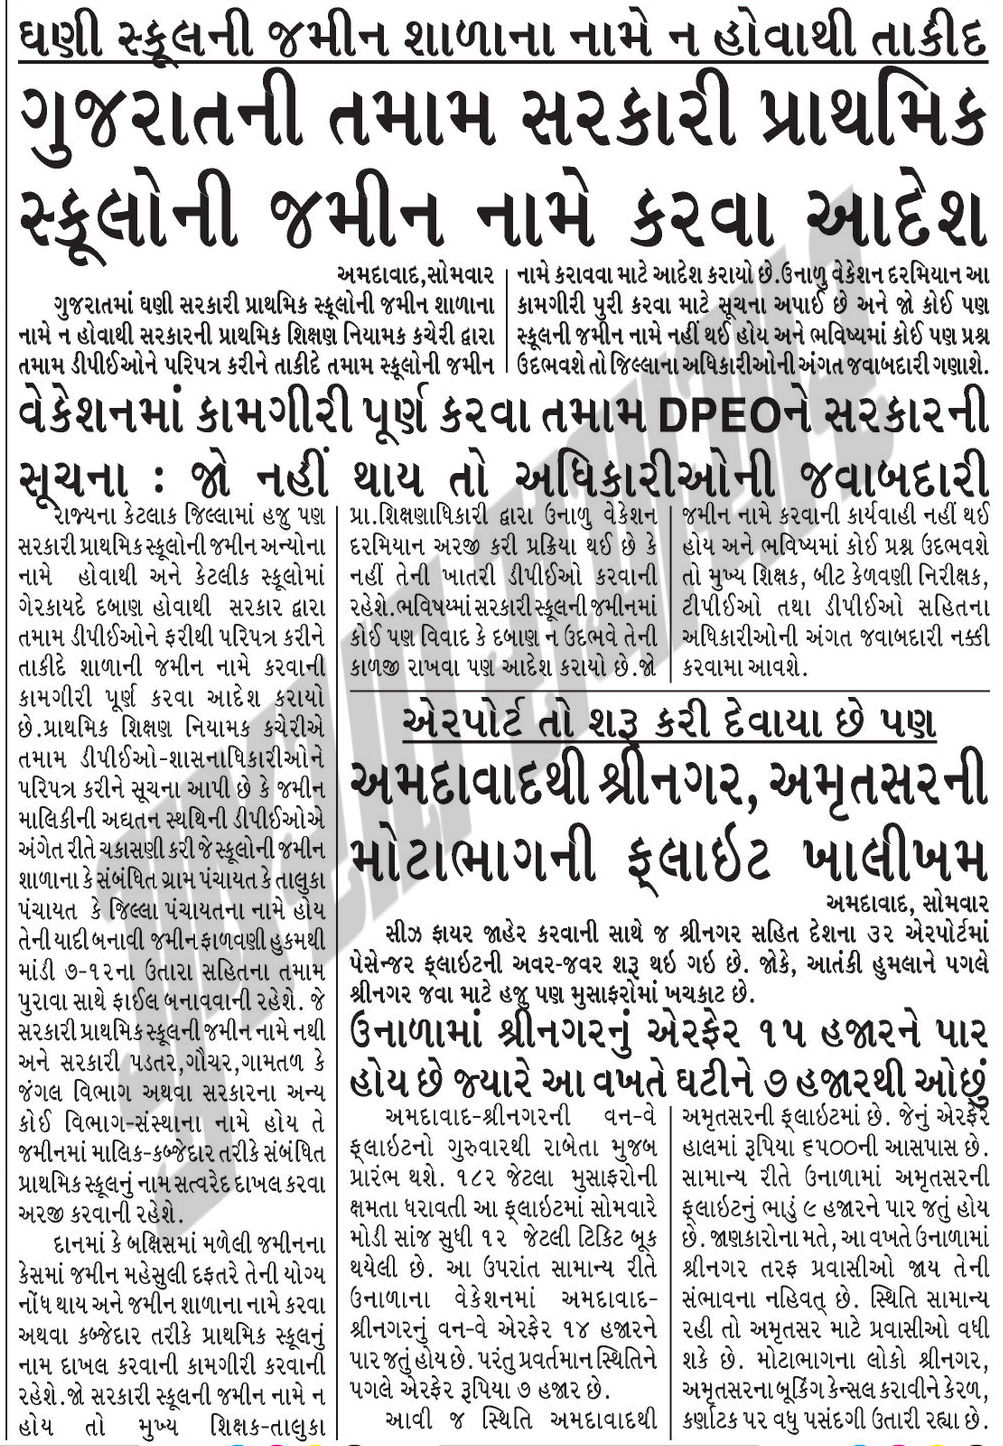 ઘણી સ્કૂલની જમીન શાળાના નામે ન હોવાથી તાકીદ
ગુજરાતની તમામ સરકારી પ્રાથમિક
સ્કૂલોની જમીન નામે કરવા આદેશ
અમદાવાદ,સોમવાર
ગુજરાતમાં ઘણી સરકારી પ્રાથમિક સ્કૂલોની જમીન શાળાના
નામે ન હોવાથી સરકારની પ્રાથમિક શિક્ષણ નિયામક કચેરી દ્વારા
તમામ ડીપીઈઓને પરિપત્ર કરીને તાકીદે તમામ સ્કૂલોની જમીન
નામે કરાવવા માટે આદેશ કરાયો છે.ઉનાળુ વેકેશન દરમિયાન આ
કામગીરી પુરી કરવા માટે સૂચના અપાઈ છે અને જો કોઈ પણ
સ્કૂલની જમીન નામે નહીં થઈ હોય અને ભવિષ્યમાં કોઈ પણ પ્રશ્ન
ઉદભવશે તો જિલ્લાના અધિકારીઓની અંગત જવાબદારી ગણાશે.
વેકેશનમાં કામગીરી પૂર્ણ કરવા તમામ DPEOને સરકારની
સૂચના : જો નહીં થાય તો અધિકારીઓની જવાબદારી
રાજ્યના કેટલાક જિલ્લામાં હજુ પણ
સરકારી પ્રાથમિક સ્કૂલોની જમીન અન્યોના
નામે હોવાથી અને કેટલીક સ્કૂલોમાં
ગેરકાયદે દબાણ હોવાથી સરકાર દ્વારા
તમામ ડીપીઈઓને ફરીથી પરિપત્ર કરીને
તાકીદે શાળાની જમીન નામે કરવાની
કામગીરી પૂર્ણ કરવા આદેશ કરાયો
છે.પ્રાથમિક શિક્ષણ નિયામક કચેરીએ
તમામ ડીપીઈઓ-શાસનાધિકારીઓને
પરિપત્ર કરીને સૂચના આપી છે કે જમીન
માલિકીની અદ્યતન સ્થથિની ડીપીઈઓએ
અંગેત રીતે ચકાસણી કરી જે સ્કૂલોની જમીન
શાળાના કે સંબંધિત ગ્રામ પંચાયત કે તાલુકા
પંચાયત કે જિલ્લા પંચાયતના નામે હોય
તેની યાદી બનાવી જમીન ફાળવણી હુકમથી
માંડી ૭-૧૨ના ઉતારા સહિતના તમામ
પુરાવા સાથે ફાઈલ બનાવવાની રહેશે. જે
સરકારી પ્રાથમિક સ્કૂલની જમીન નામે નથી
અને સરકારી પડતર,ગૌચર,ગામતળ કે
જંગલ વિભાગ અથવા સરકારના અન્ય
કોઈ વિભાગ-સંસ્થાના નામે હોય તે
જમીનમાં માલિક-કબ્જેદાર તરીકે સંબંધિત
પ્રાથમિક સ્કૂલનું નામ સત્વરેદ દાખલ કરવા
અરજી કરવાની રહેશે.
દાનમાં કે બક્ષિસમાં મળેલી જમીનના
કેસમાં જમીન મહેસુલી દફતરે તેની યોગ્ય
નોંધ થાય અને જમીન શાળાના નામે કરવા
અથવા કબ્જેદાર તરીકે પ્રાથમિક સ્કૂલનું
નામ દાખલ કરવાની કામગીરી કરવાની
રહેશે.જો સરકારી સ્કૂલની જમીન નામે ન
હોય તો મુખ્ય શિક્ષક-તાલુકા
પ્રા.શિક્ષણાધિકારી દ્વારા ઉનાળુ વેકેશન
દરમિયાન અરજી કરી પ્રક્રિયા થઈ છે કે
નહીં તેની ખાતરી ડીપીઈઓ કરવાની
રહેશે.ભવિષય્માં સરકારી સ્કૂલની જમીનમાં
કોઈ પણ વિવાદ કે દબાણ ન ઉદભવે તેની
કાળજી રાખવા પણ આદેશ કરાયો છે.જો
જમીન નામે કરવાની કાર્યવાહી નહીં થઈ
હોય અને ભવિષ્યમાં કોઈ પ્રશ્ન ઉદભવશે
તો મુખ્ય શિક્ષક, બીટ કેળવણી નિરીક્ષક,
ટીપીઈઓ તથા ડીપીઈઓ સહિતના
અધિકારીઓની અંગત જવાબદારી નક્કી
કરવામા આવશે.
એરપોર્ટ તો શરૂ કરી દેવાયા છે પણ
અમદાવાદથી શ્રીનગર, અમૃતસરની
મોટાભાગની ફ્લાઇટ ખાલીખમ
અમદાવાદ, સોમવાર
સીઝ ફાયર જાહેર કરવાની સાથે જ શ્રીનગર સહિત દેશના ૩૨ એરપોર્ટમાં
પેસેન્જર ફ્લાઇટની અવર-જવર શરૂ થઇ ગઇ છે. જોકે, આતંકી હુમલાને પગલે
શ્રીનગર જવા માટે હજુ પણ મુસાફરોમાં ખચકાટ છે.
ઉનાળામાં શ્રીનગરનું એરફેર ૧૫ હજારને પાર
હોય છે જ્યારે આ વખતે ઘટીને ૭ હજારથી ઓછું
અમદાવાદ-શ્રીનગરની વન-વે
ફ્લાઇટનો ગુરુવારથી રાબેતા મુજબ
પ્રારંભ થશે. ૧૮૨ જેટલા મુસાફરોની
ક્ષમતા ધરાવતી આ ફ્લાઇટમાં સોમવારે
મોડી સાંજ સુધી ૧૨ જેટલી ટિકિટ બૂક
થયેલી છે. આ ઉપરાંત સામાન્ય રીતે
ઉનાળાના વેકેશનમાં અમદાવાદ-
શ્રીનગરનું વન-વે એરફેર ૧૪ હજારને
પાર જતું હોય છે. પરંતુ પ્રવર્તમાન સ્થિતિને
પગલે એરફેર રૂપિયા ૭ હજાર છે.
આવી જ સ્થિતિ અમદાવાદથી
અમૃતસરની ફ્લાઇટમાં છે. જેનું એરફેર
હાલમાં રૂપિયા ૬૫૦૦ની આસપાસ છે.
સામાન્ય રીતે ઉનાળામાં અમૃતસરની
ફ્લાઇટનું ભાડું ૯ હજારને પાર જતું હોય
છે. જાણકારોના મતે, આ વખતે ઉનાળામાં
શ્રીનગર તરફ પ્રવાસીઓ જાય તેની
સંભાવના નહિવત્ છે. સ્થિતિ સામાન્ય
રહી તો અમૃતસર માટે પ્રવાસીઓ વધી
શકે છે. મોટાભાગના લોકો શ્રીનગર,
અમૃતસરના બૂકિંગ કેન્સલ કરાવીને કેરળ,
કર્ણાટક પર વધુ પસંદગી ઉતારી રહ્યા છે.